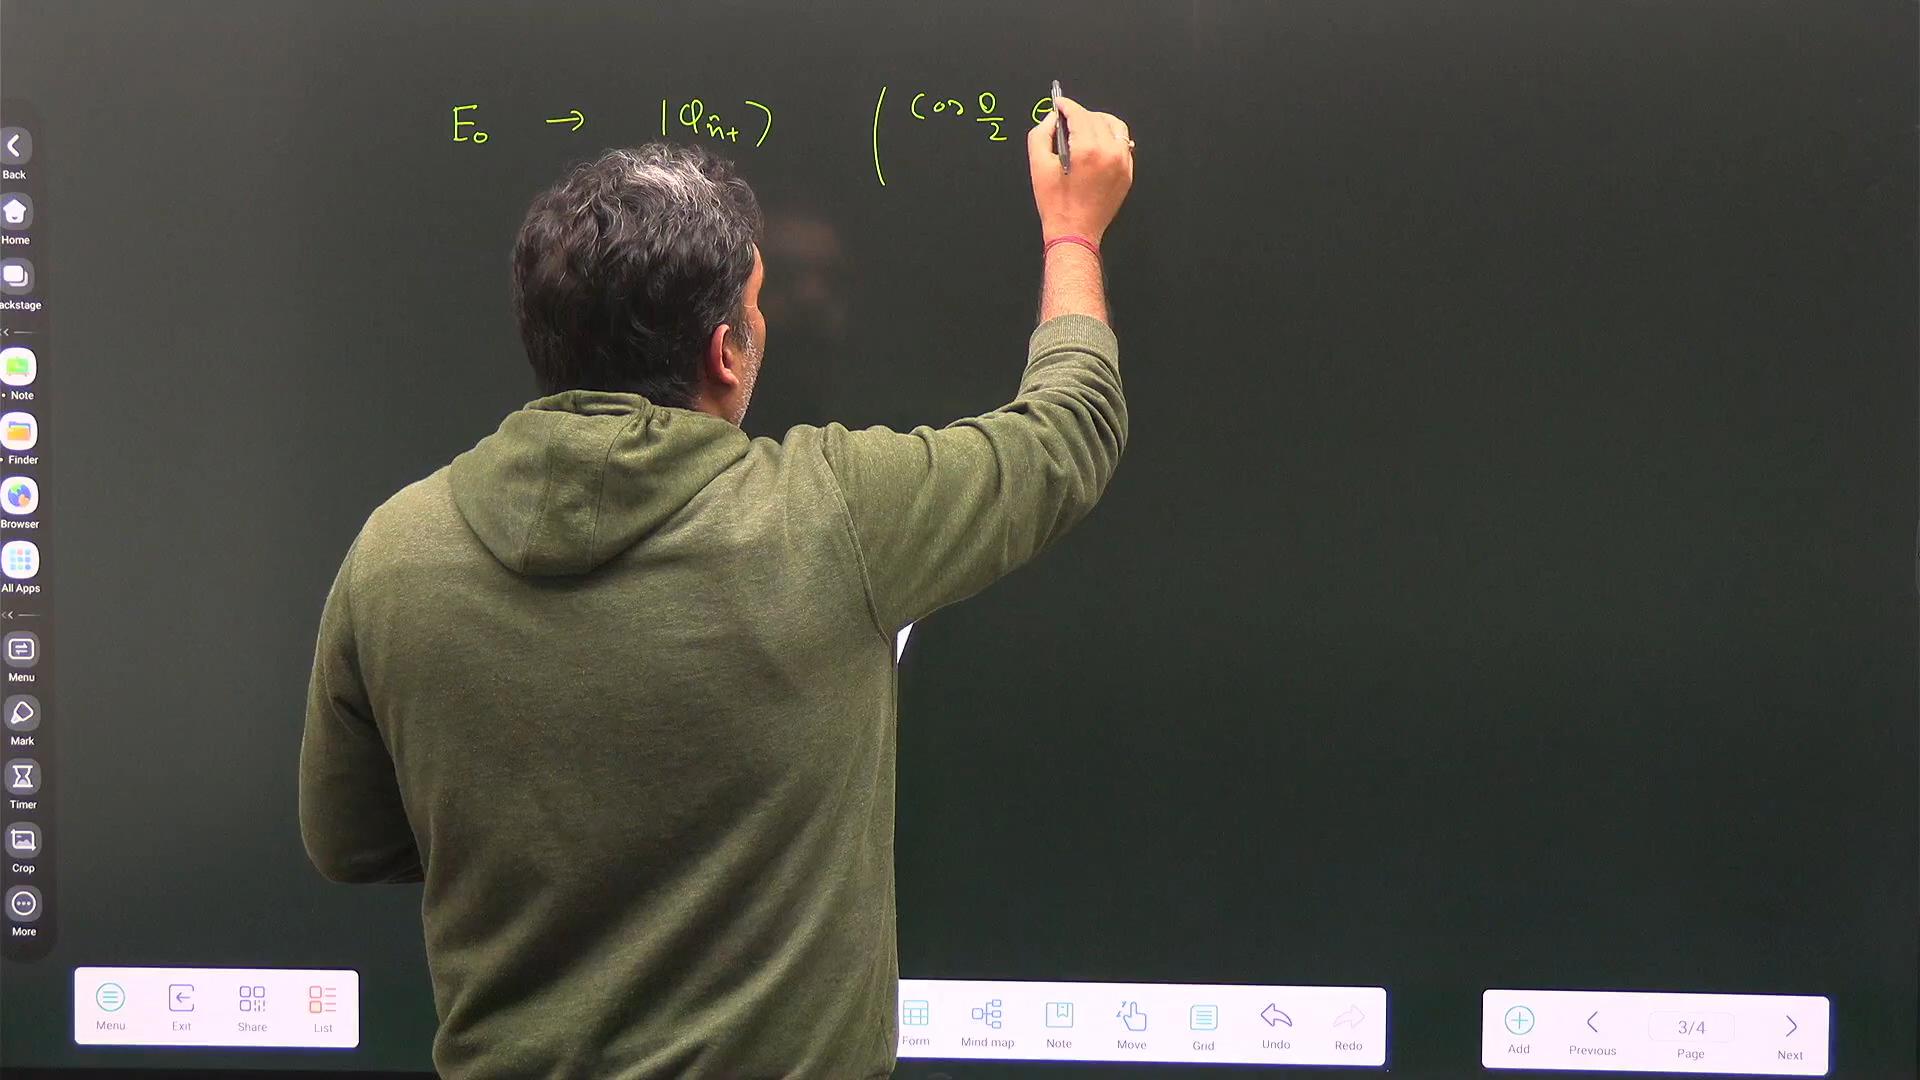 E₀ → |φn̂+⟩ ( cos θ/2 e
Back
Home
ackstage
Note
Finder
Browser
All Apps
Menu
Mark
Timer
Crop
More
Menu Exit Share List
Form Mind map Note Move Grid Undo Redo
Add Previous 3/4 Page Next